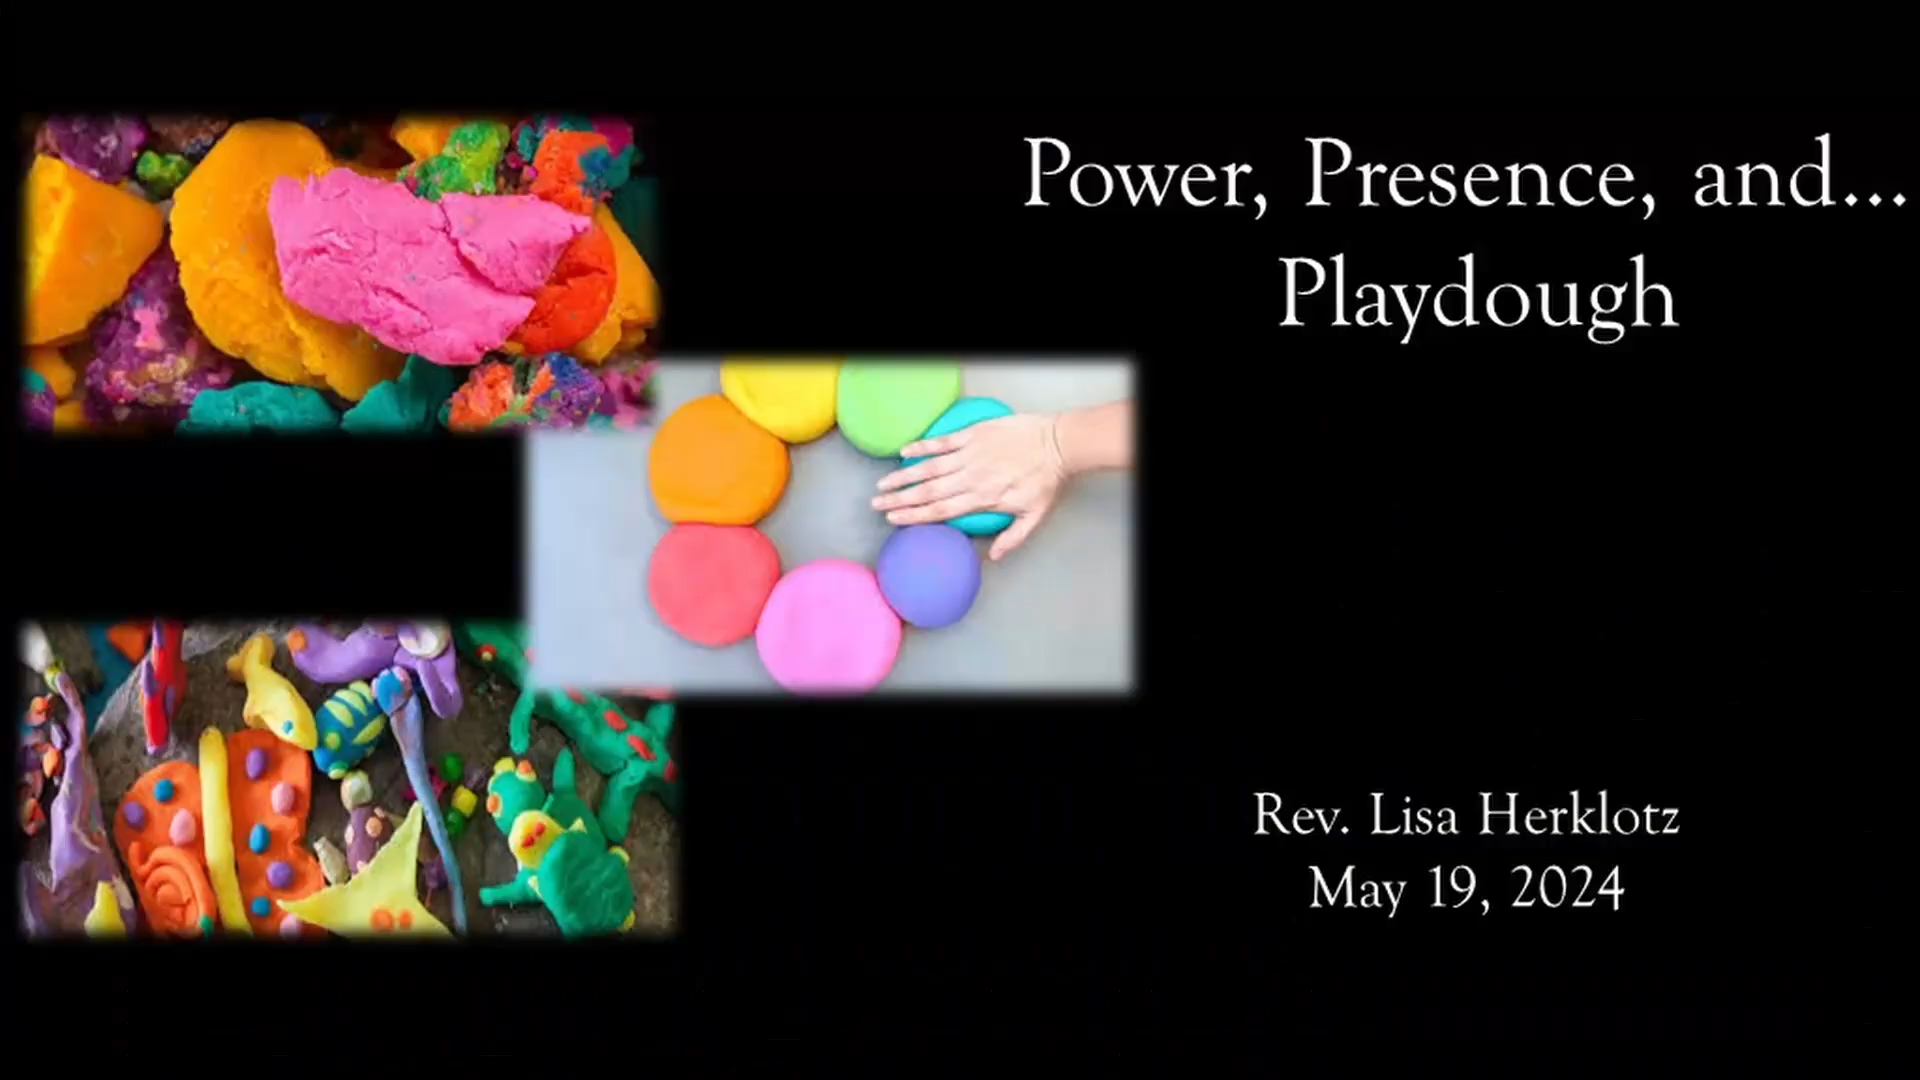 Power, Presence, and...
Playdough
Rev. Lisa Herklotz
May 19, 2024